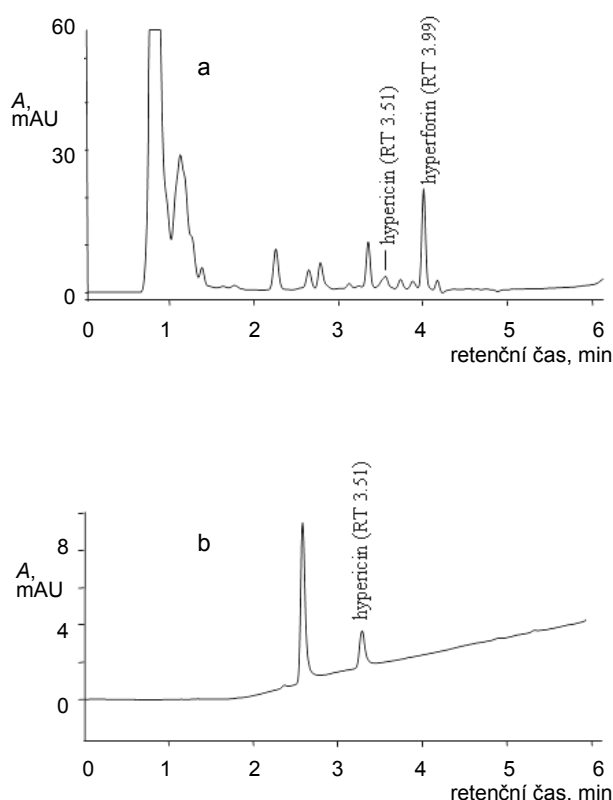 60
a
A,
mAU
30
hypericin (RT 3.51)
hyperforin (RT 3.99)
0
0 1 2 3 4 5 6
retenční čas, min
8
b
A,
mAU
4
hypericin (RT 3.51)
0
0 1 2 3 4 5 6
retenční čas, min